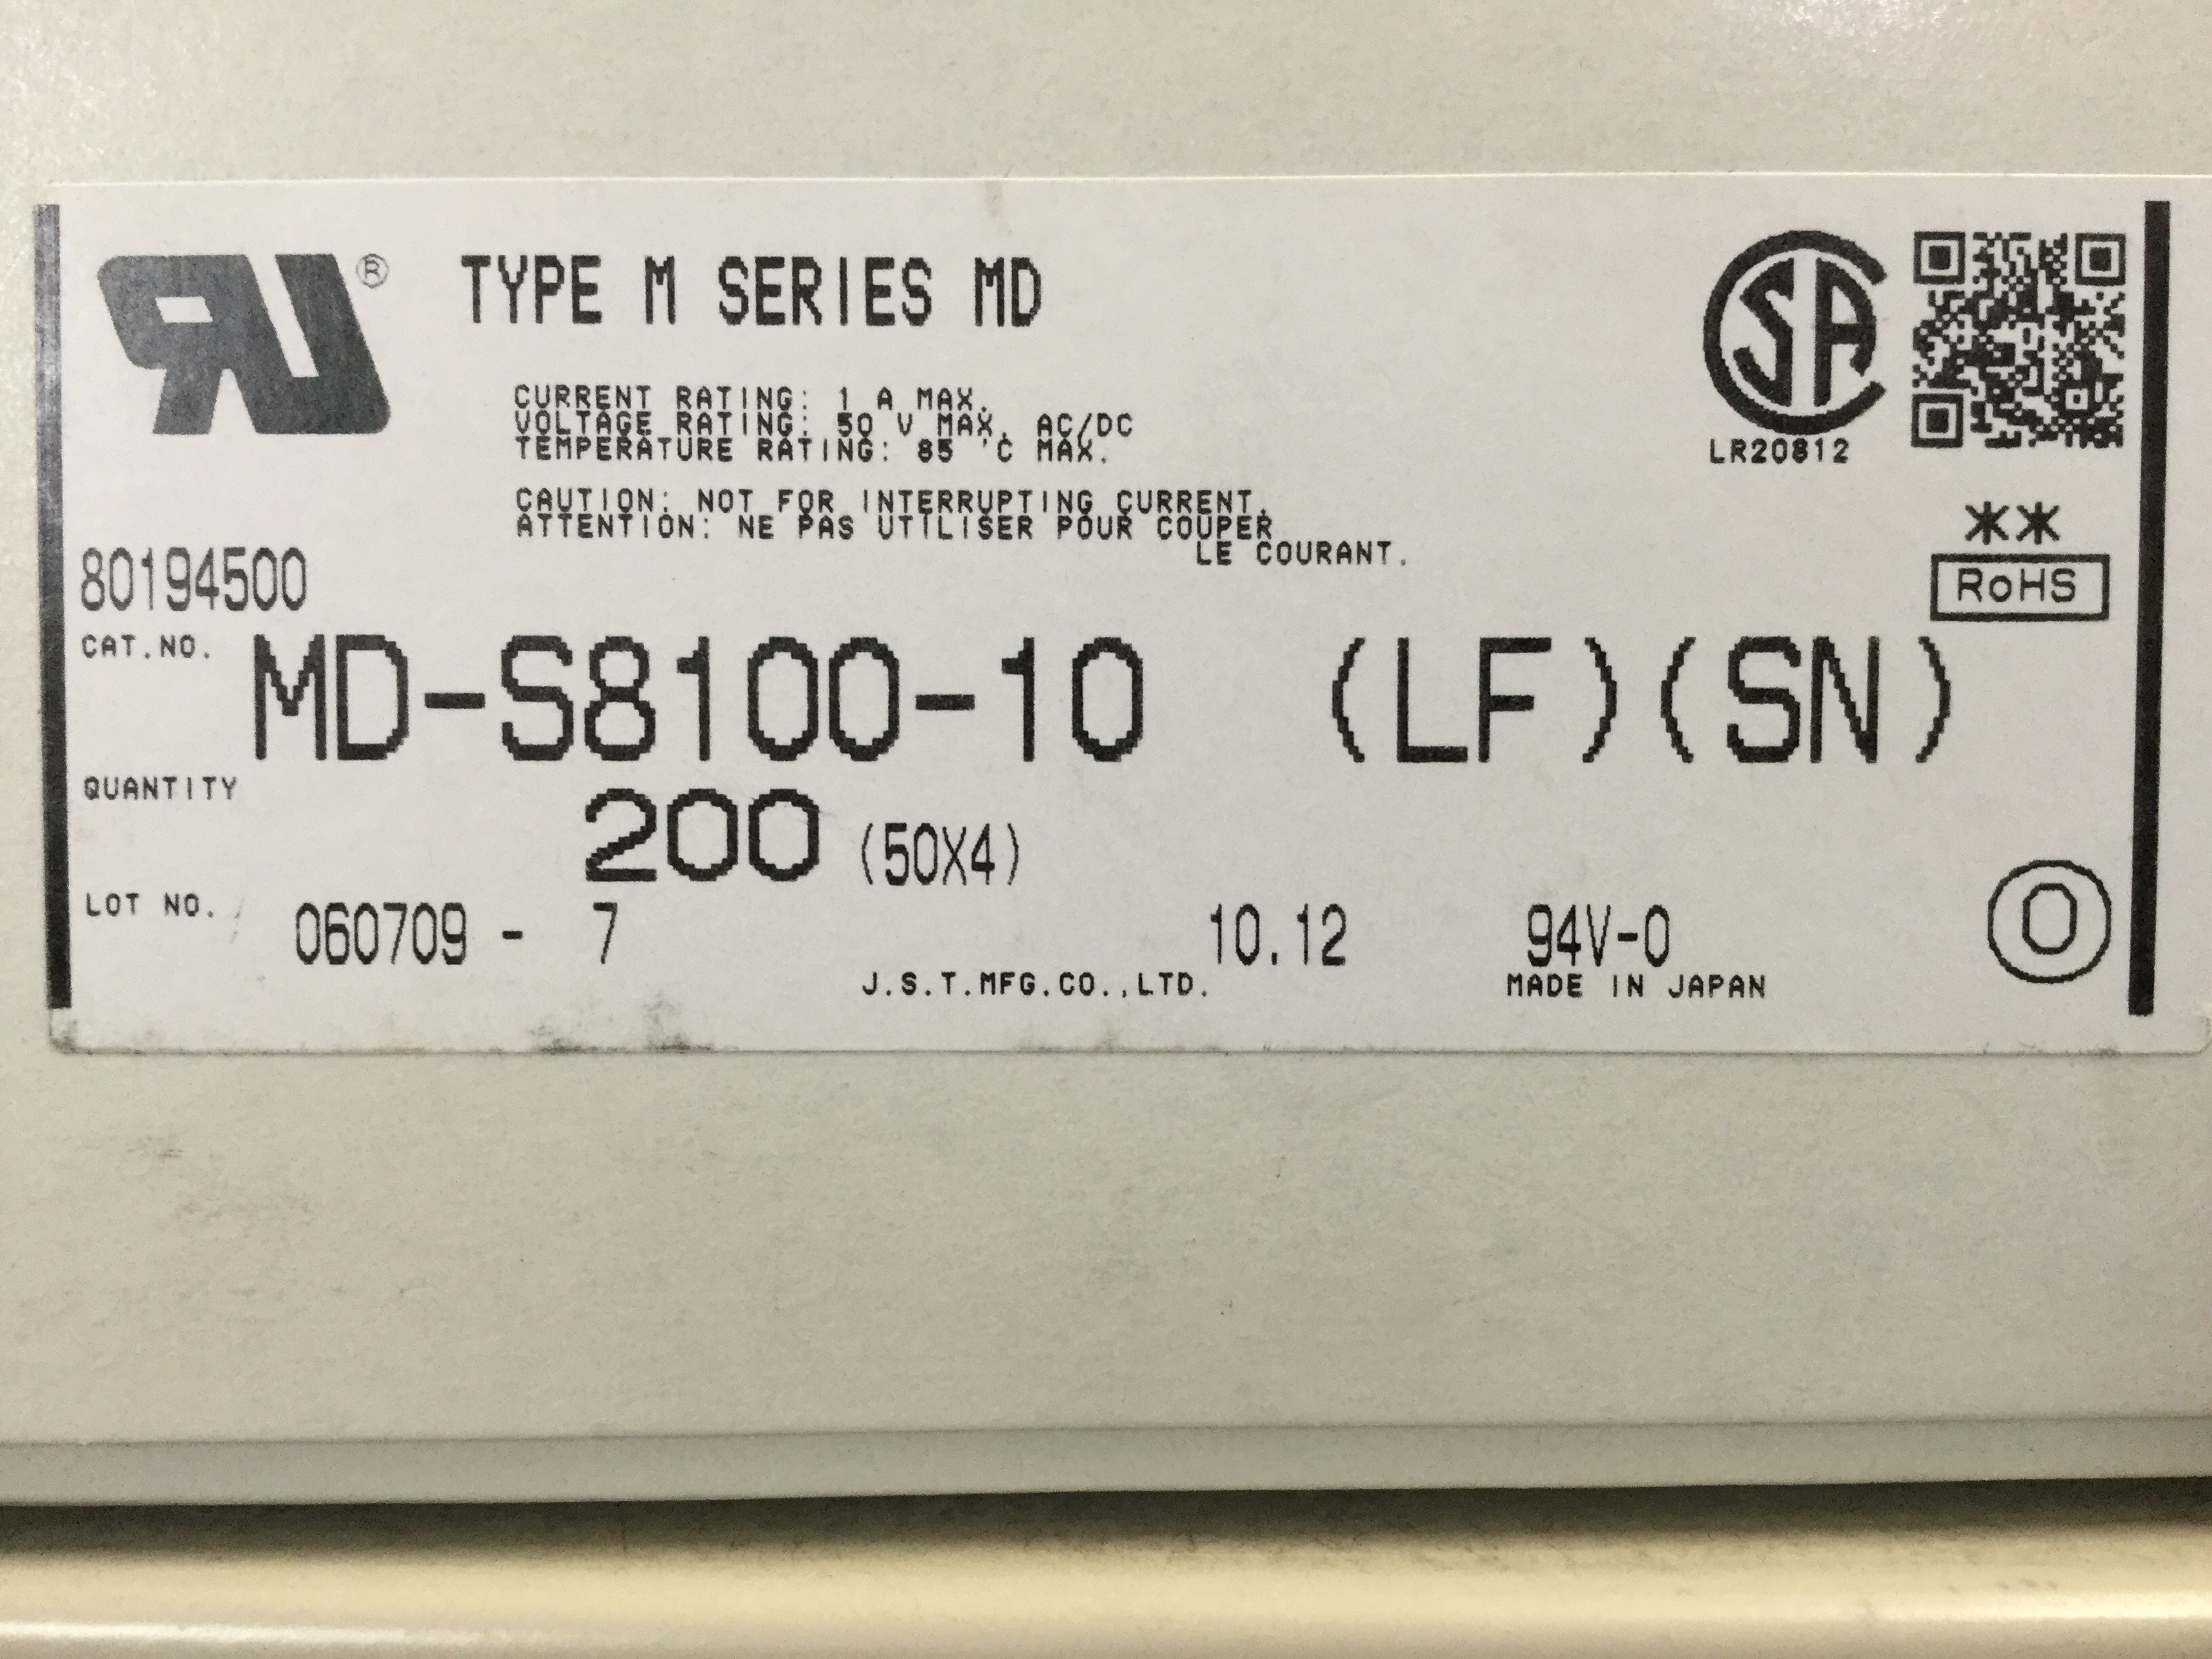 RU® TYPE M SERIES MD
CURRENT RATING: 1 A MAX.
VOLTAGE RATING: 50 V MAX. AC/DC
TEMPERATURE RATING: 85 °C MAX.
SA
LR20812
CAUTION: NOT FOR INTERRUPTING CURRENT.
ATTENTION: NE PAS UTILISER POUR COUPER
LE COURANT.
**
RoHS
80194500
CAT.NO. MD-S8100-10 (LF)(SN)
QUANTITY 200 (50X4)
LOT NO. 060709 - 7 10.12 94V-0 O
J.S.T.MFG.CO.,LTD. MADE IN JAPAN